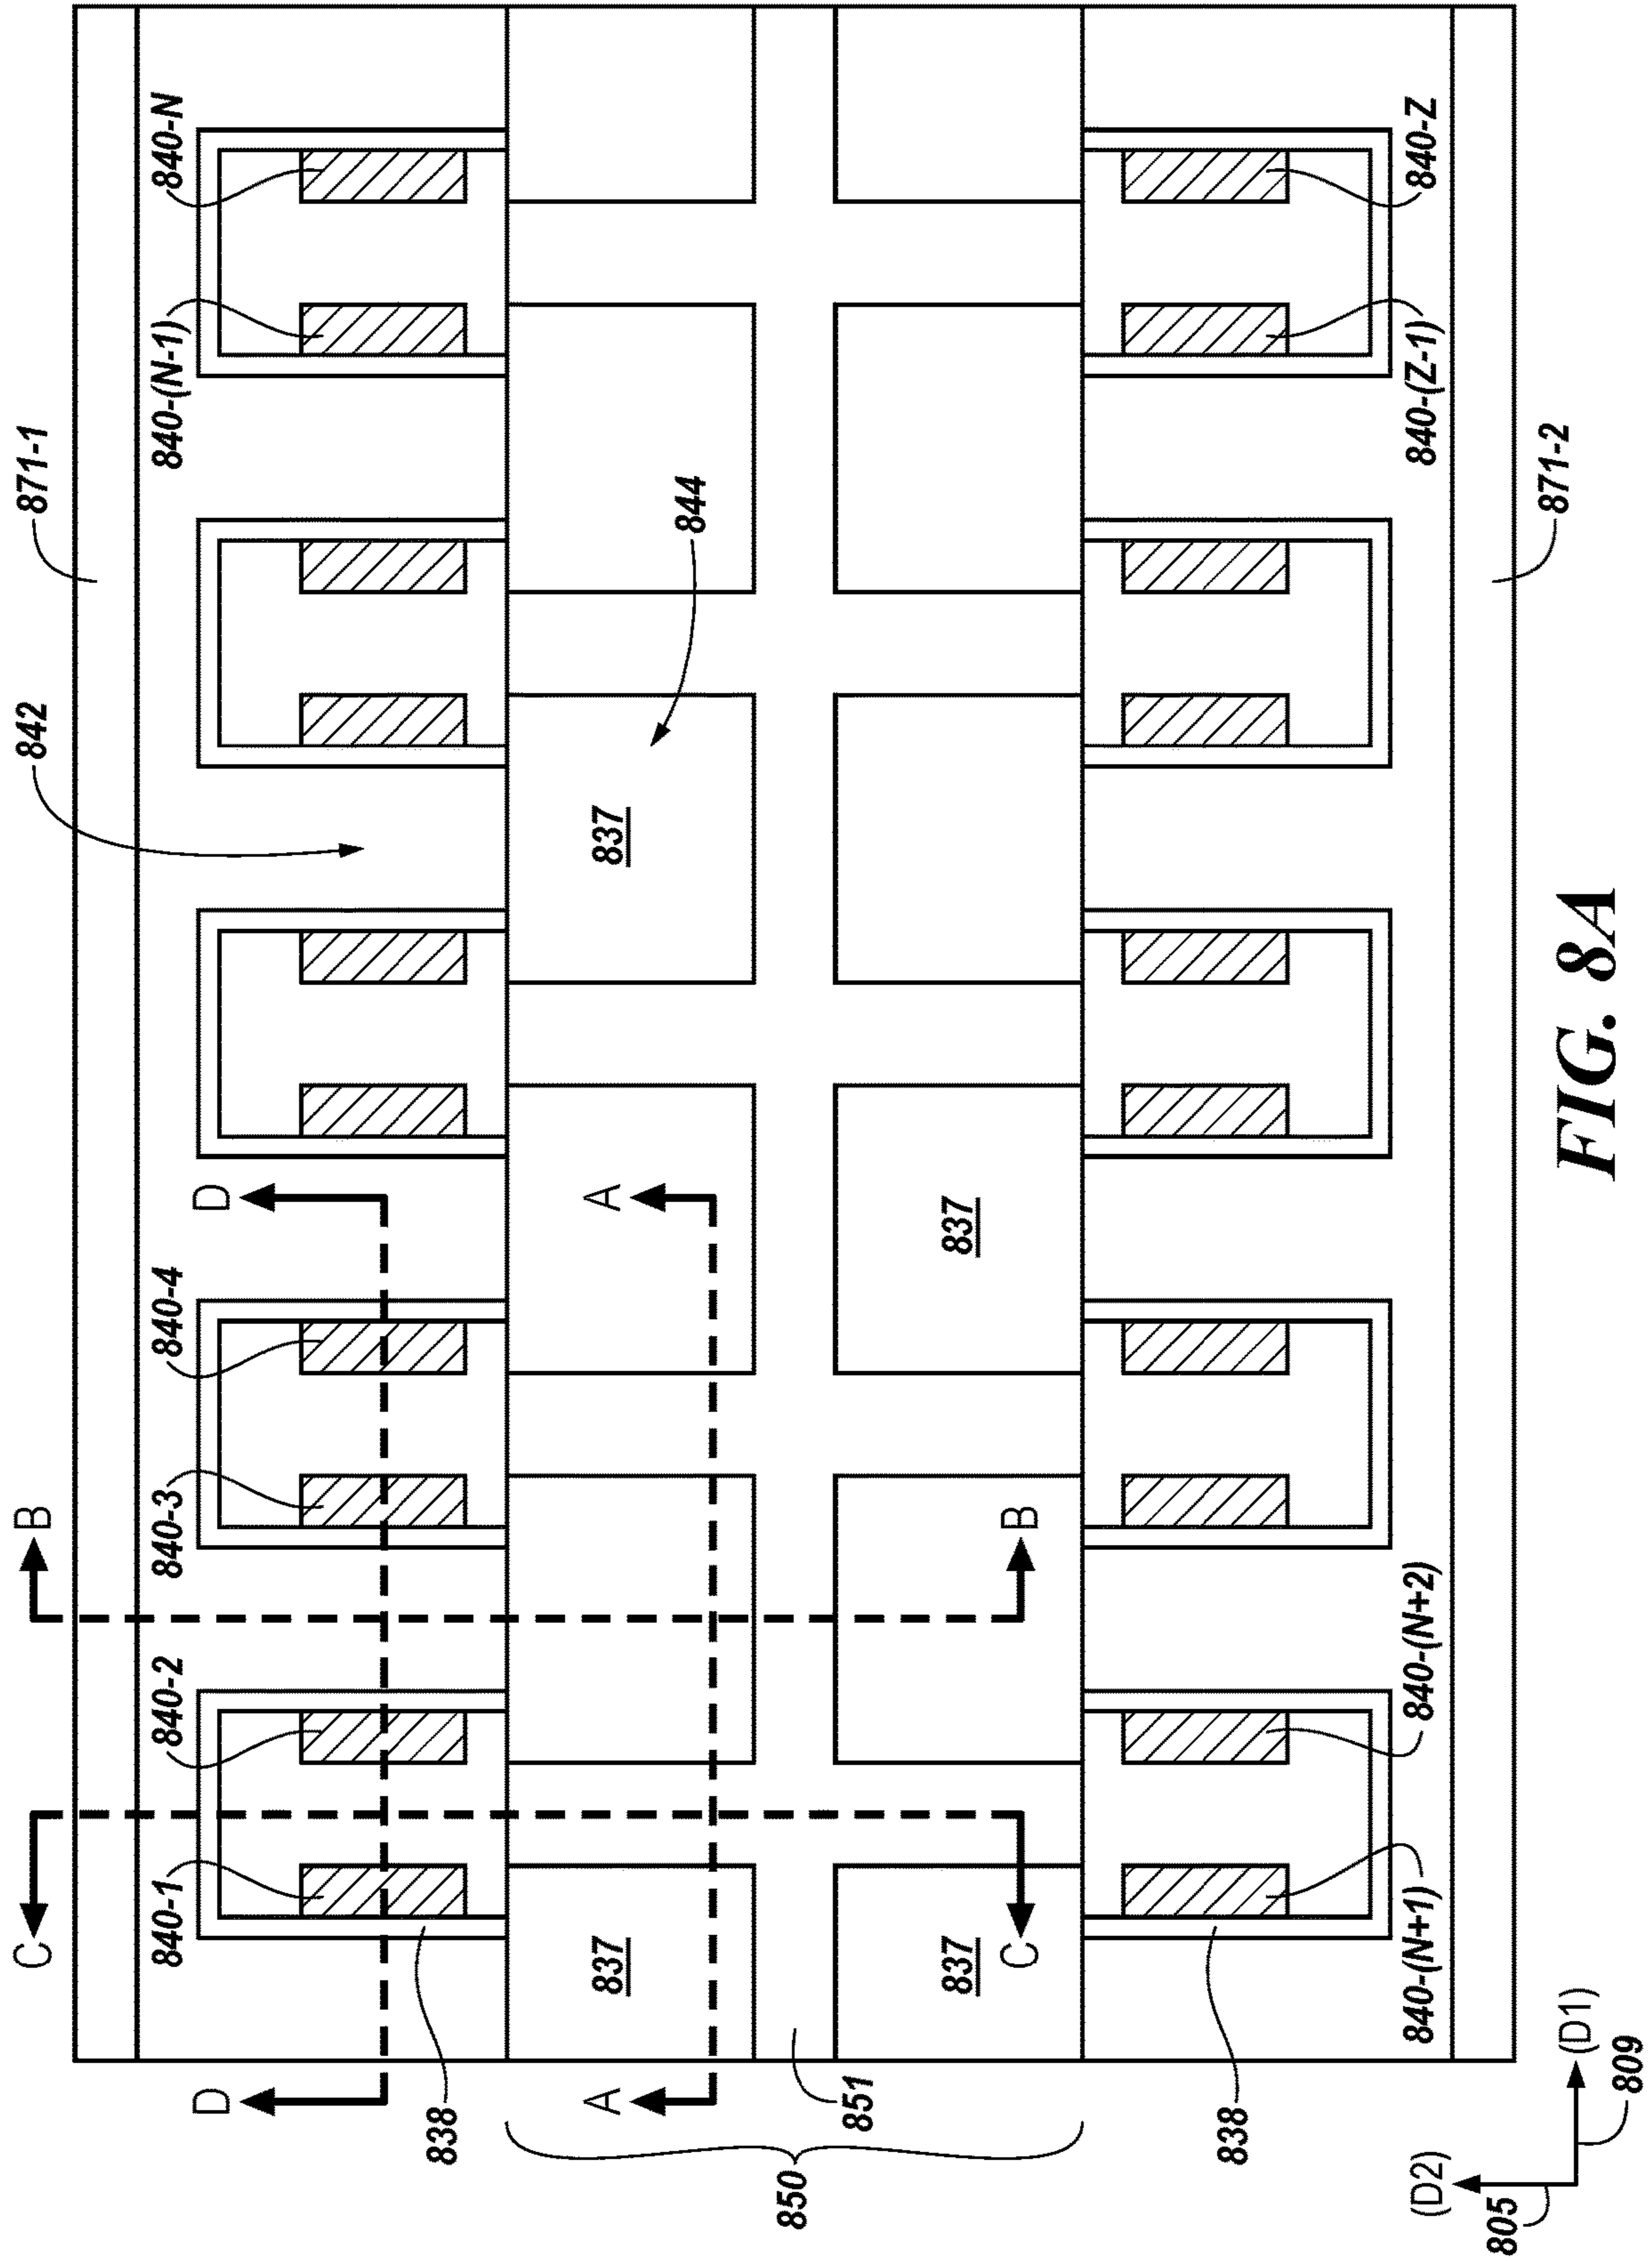 871-1
842
B
C
840-1
840-2
840-3
840-4
840-(N-1)
840-N
D
D
838
844
837
A
A
837
850
851
837
837
B
C
838
840-(N+1)
840-(N+2)
840-(Z-1)
840-Z
871-2
(D2)
805
(D1)
809
FIG. 8A